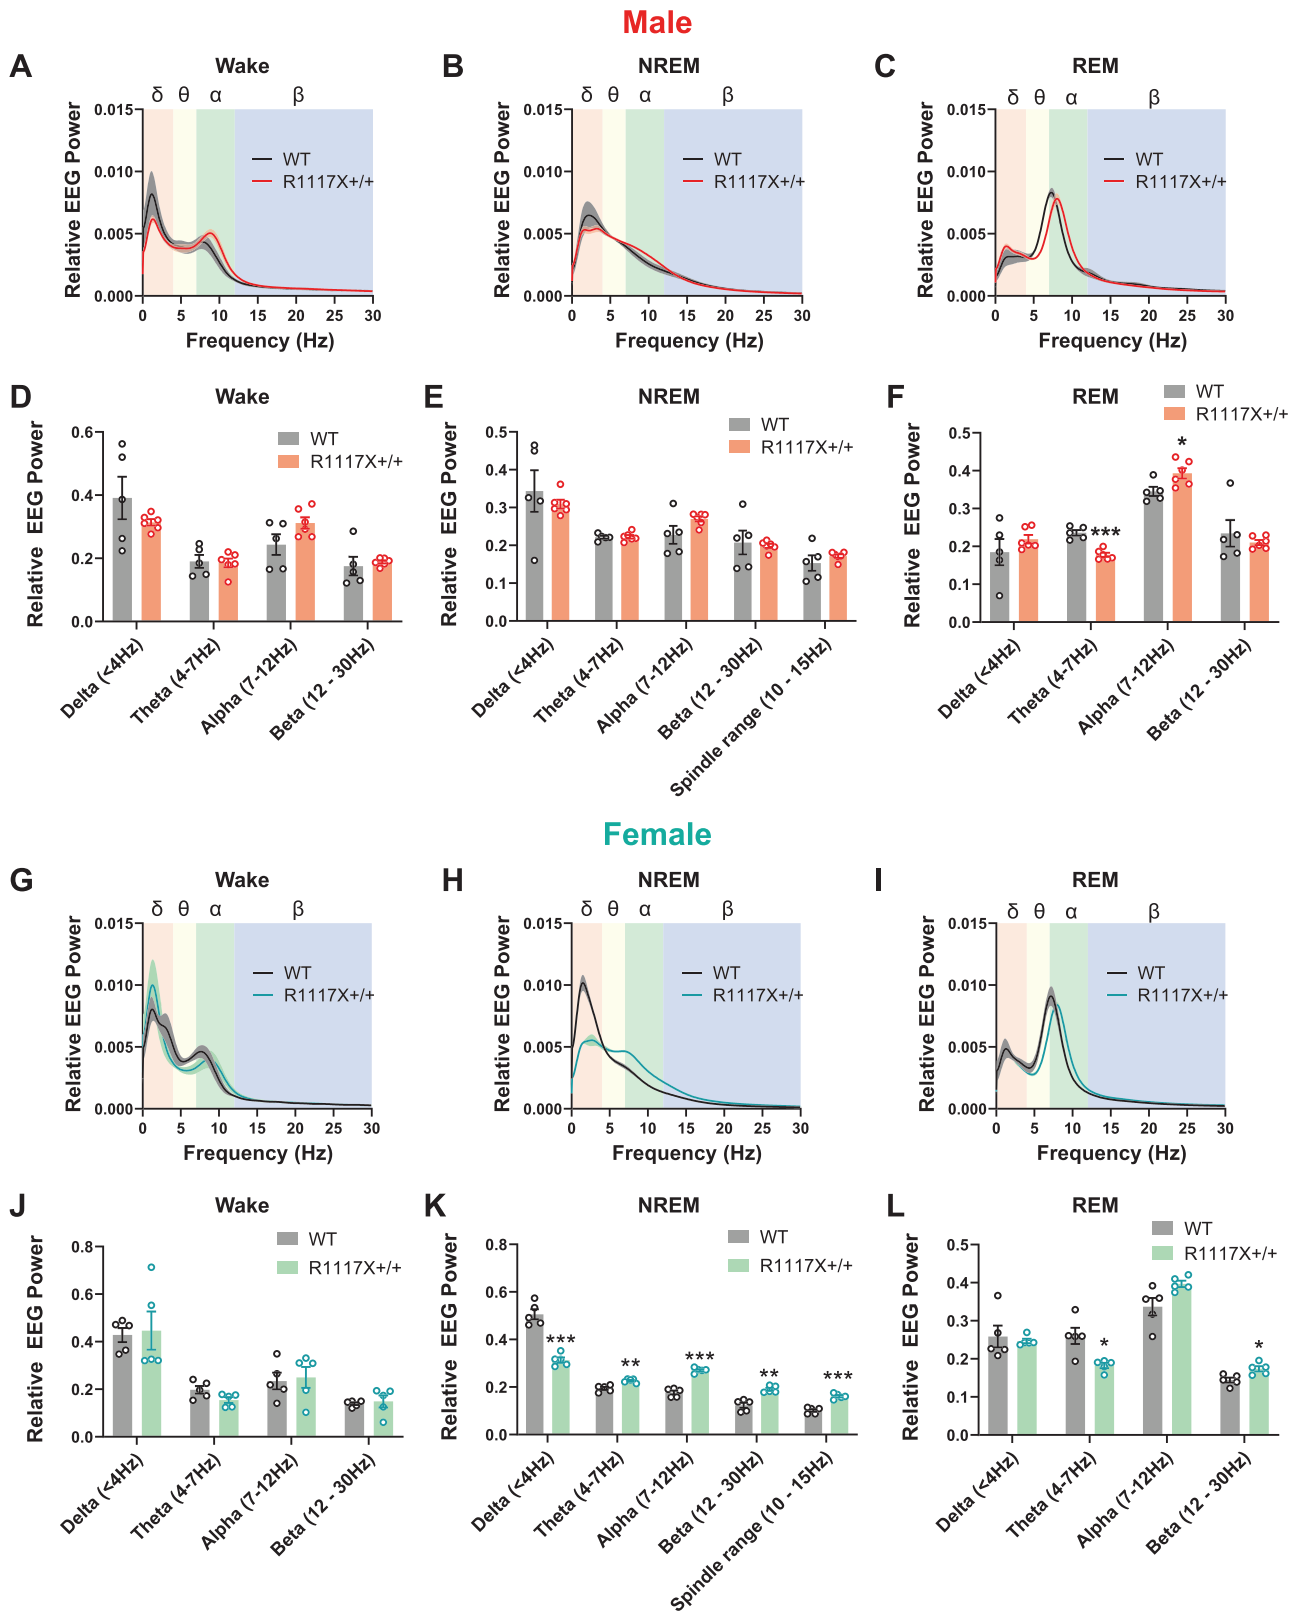 Male
A Wake
B NREM
C REM
δ θ α β
δ θ α β
δ θ α β
Relative EEG Power
0.015
0.010
0.005
0.000
WT
R1117X+/+
0 5 10 15 20 25 30
Frequency (Hz)
Relative EEG Power
0.015
0.010
0.005
0.000
WT
R1117X+/+
0 5 10 15 20 25 30
Frequency (Hz)
Relative EEG Power
0.015
0.010
0.005
0.000
WT
R1117X+/+
0 5 10 15 20 25 30
Frequency (Hz)
D Wake
Relative EEG Power
0.6
0.4
0.2
0.0
WT
R1117X+/+
Delta (<4Hz)
Theta (4-7Hz)
Alpha (7-12Hz)
Beta (12 - 30Hz)
E NREM
Relative EEG Power
0.5
0.4
0.3
0.2
0.1
0.0
WT
R1117X+/+
Delta (<4Hz)
Theta (4-7Hz)
Alpha (7-12Hz)
Beta (12 - 30Hz)
Spindle range (10 - 15Hz)
F REM
Relative EEG Power
0.5
0.4
0.3
0.2
0.1
0.0
WT
R1117X+/+
***
*
Delta (<4Hz)
Theta (4-7Hz)
Alpha (7-12Hz)
Beta (12 - 30Hz)
Female
G Wake
H NREM
I REM
δ θ α β
δ θ α β
δ θ α β
Relative EEG Power
0.015
0.010
0.005
0.000
WT
R1117X+/+
0 5 10 15 20 25 30
Frequency (Hz)
Relative EEG Power
0.015
0.010
0.005
0.000
WT
R1117X+/+
0 5 10 15 20 25 30
Frequency (Hz)
Relative EEG Power
0.015
0.010
0.005
0.000
WT
R1117X+/+
0 5 10 15 20 25 30
Frequency (Hz)
J Wake
Relative EEG Power
0.8
0.6
0.4
0.2
0.0
WT
R1117X+/+
Delta (<4Hz)
Theta (4-7Hz)
Alpha (7-12Hz)
Beta (12 - 30Hz)
K NREM
Relative EEG Power
0.8
0.6
0.4
0.2
0.0
WT
R1117X+/+
***
**
***
**
***
Delta (<4Hz)
Theta (4-7Hz)
Alpha (7-12Hz)
Beta (12 - 30Hz)
Spindle range (10 - 15Hz)
L REM
Relative EEG Power
0.5
0.4
0.3
0.2
0.1
0.0
WT
R1117X+/+
*
*
Delta (<4Hz)
Theta (4-7Hz)
Alpha (7-12Hz)
Beta (12 - 30Hz)